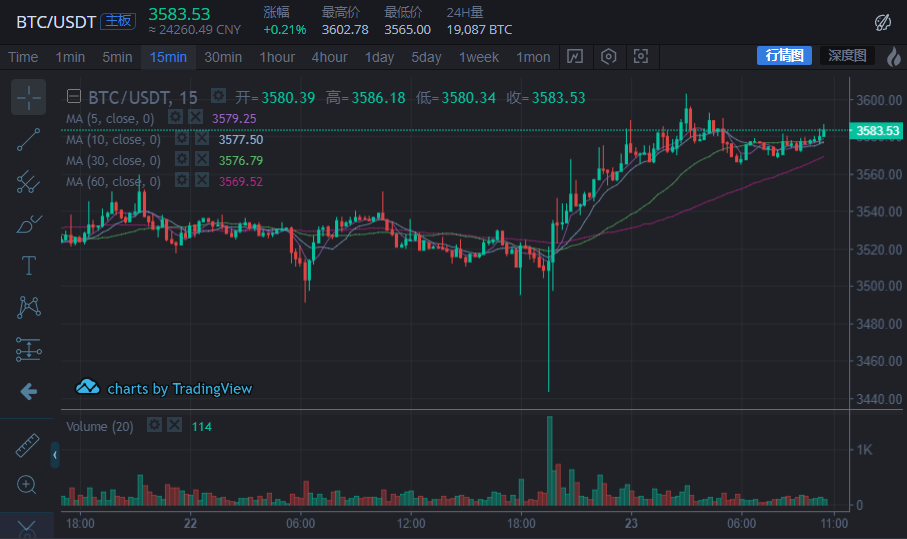 BTC/USDT 主板 3583.53 涨幅 最高价 最低价 24H量
≈ 24260.49 CNY +0.21% 3602.78 3565.00 19,087 BTC
Time 1min 5min 15min 30min 1hour 4hour 1day 5day 1week 1mon 行情图 深度图
BTC/USDT, 15 开= 3580.39 高= 3586.18 低= 3580.34 收= 3583.53
MA (5, close, 0) 3579.25
MA (10, close, 0) 3577.50
MA (30, close, 0) 3576.79
MA (60, close, 0) 3569.52
3600.00
3583.53
3560.00
3540.00
3520.00
3500.00
3480.00
3460.00
3440.00
charts by TradingView
Volume (20) 114
1K
0
18:00 22 06:00 12:00 18:00 23 06:00 11:00